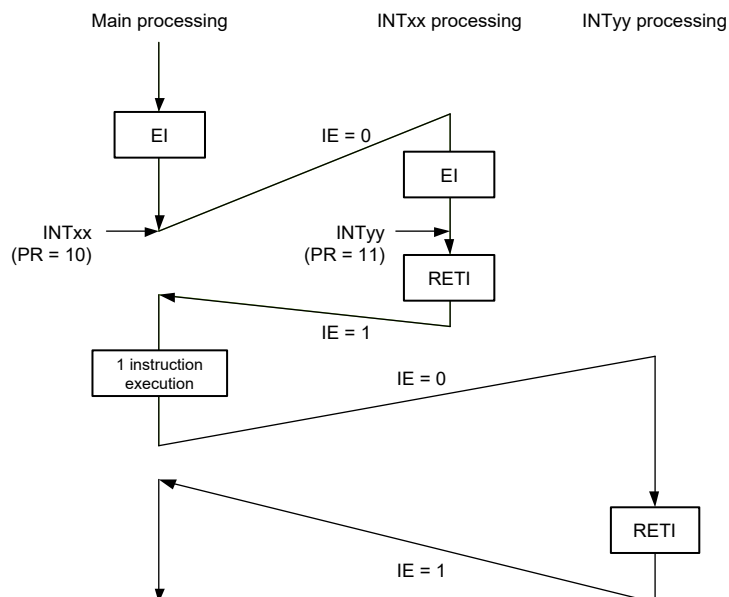 Main processing
INTxx processing
INTyy processing
EI
IE = 0
EI
INTxx
(PR = 10)
INTyy
(PR = 11)
RETI
IE = 1
1 instruction
execution
IE = 0
RETI
IE = 1